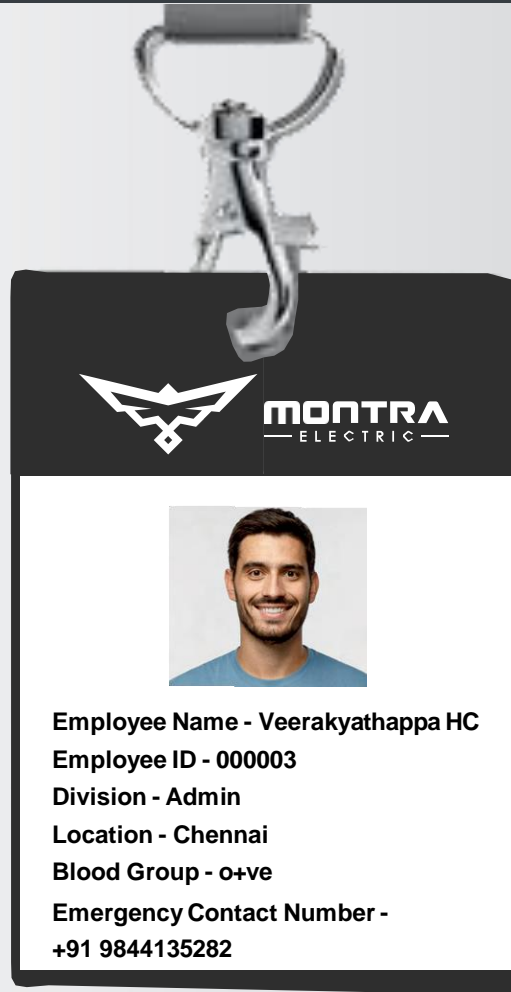 MONTRA
ELECTRIC
Employee Name - Veerakyathappa HC
Employee ID - 000003
Division - Admin
Location - Chennai
Blood Group - o+ve
Emergency Contact Number -
+91 9844135282